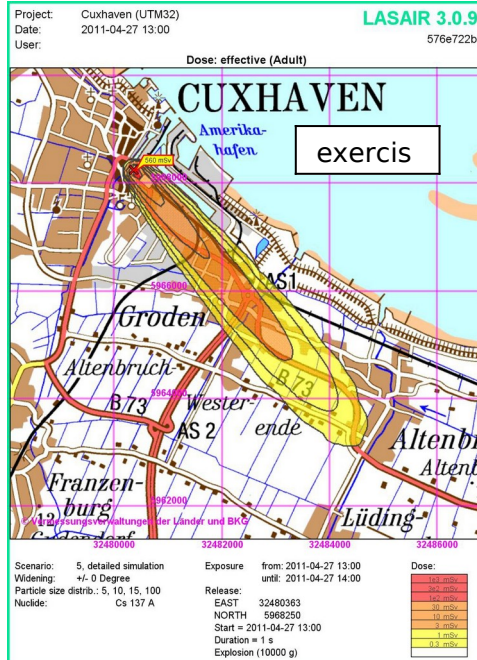 Project: Cuxhaven (UTM32)
LASAIR 3.0.9
Date: 2011-04-27 13:00
User:
576e722b
Dose: effective (Adult)
CUXHAVEN
Amerika-
hafen
exercis
560 mSv
5968000
AS1
5966000
Groden
Altenbruch-
B 73
5964000
B 73
Wester-
ende
AS 2
Altenb
Altenb
Franzen-
burg
5962000
Lüding-
© Vermessungsverwaltungen der Länder und BKG
32480000
32482000
32484000
32486000
Scenario: 5, detailed simulation
Widening: +/- 0 Degree
Particle size distrib.: 5, 10, 15, 100
Nuclide: Cs 137 A
Exposure from: 2011-04-27 13:00
until: 2011-04-27 14:00
Release:
EAST 32480363
NORTH 5968250
Start = 2011-04-27 13:00
Duration = 1 s
Explosion (10000 g)
Dose:
1e3 mSv
3e2 mSv
1e2 mSv
30 mSv
10 mSv
3 mSv
1 mSv
0.3 mSv